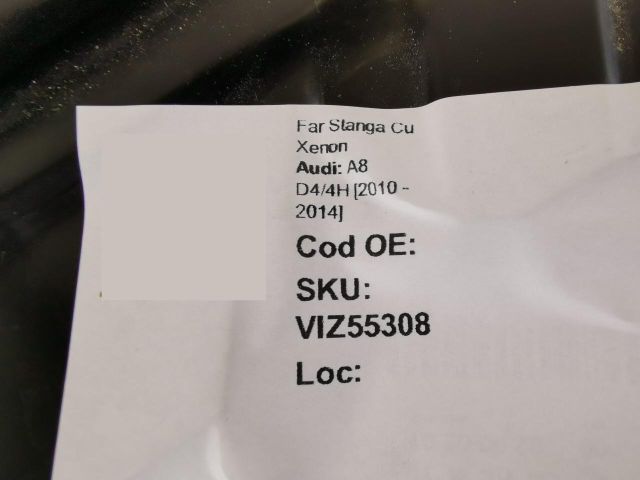 Far Stanga Cu
Xenon
Audi: A8
D4/4H [2010 -
2014]
Cod OE:
SKU:
VIZ55308
Loc: